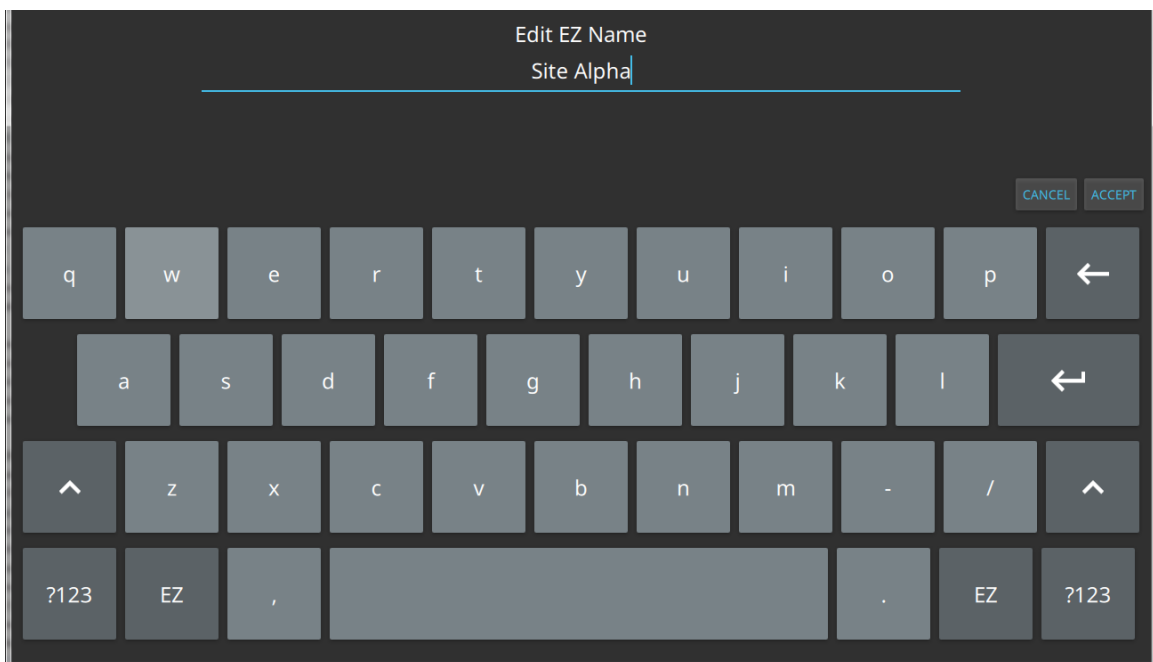 Edit EZ Name
Site Alpha
CANCEL ACCEPT
q w e r t y u i o p
a s d f g h j k l
z x c v b n m - /
?123 EZ , . EZ ?123